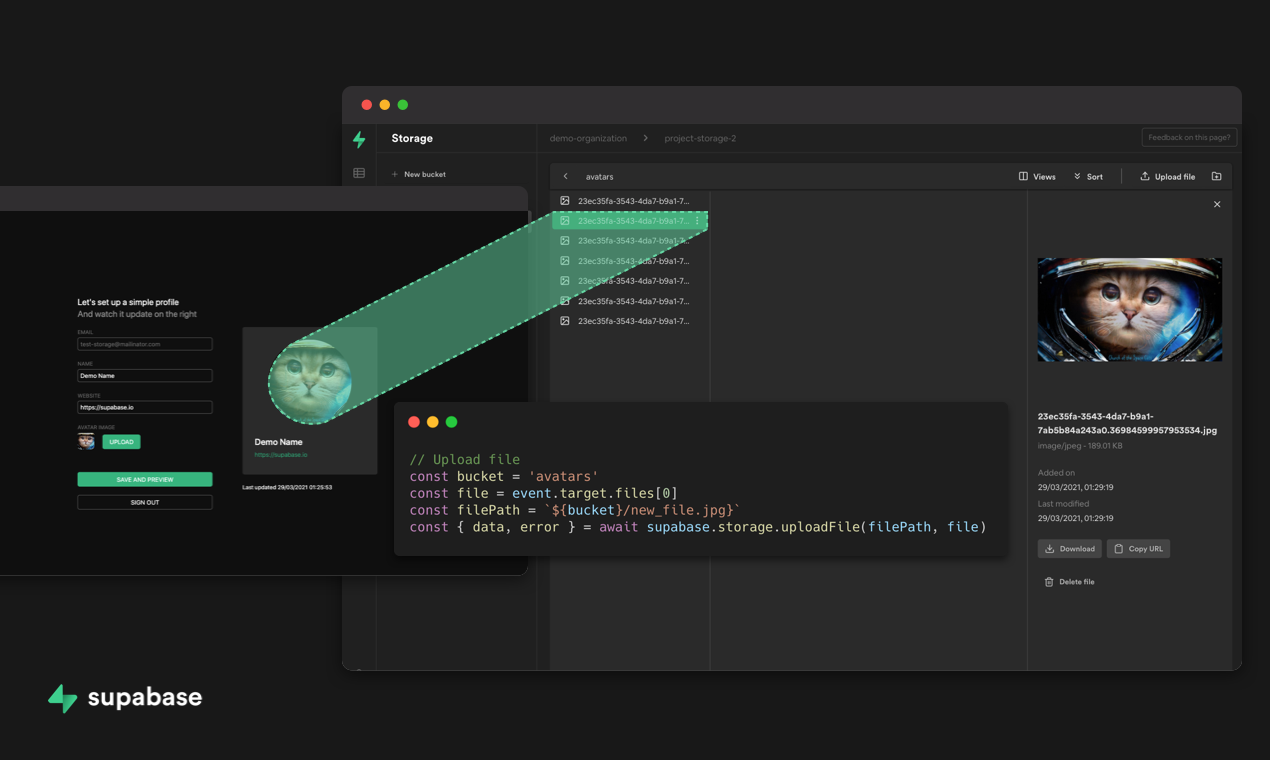 Storage
demo-organization > project-storage-2
Feedback on this page?
+ New bucket
avatars
Views
Sort
Upload file
23ec35fa-3543-4da7-b9a1-7...
23ec35fa-3543-4da7-b9a1-7...
23ec35fa-3543-4da7-b9a1-7...
23ec35fa-3543-4da7-b9a1-7...
23ec35fa-3543-4da7-b9a1-7...
23ec35fa-3543-4da7-b9a1-7...
23ec35fa-3543-4da7-b9a1-7...
Let's set up a simple profile
And watch it update on the right
EMAIL
test-storage@mailinator.com
NAME
Demo Name
WEBSITE
https://supabase.io
AVATAR IMAGE
UPLOAD
SAVE AND PREVIEW
SIGN OUT
Demo Name
https://supabase.io
Last updated 29/03/2021 01:25:53
// Upload file
const bucket = 'avatars'
const file = event.target.files[0]
const filePath = `${bucket}/new_file.jpg}`
const { data, error } = await supabase.storage.uploadFile(filePath, file)
23ec35fa-3543-4da7-b9a1-
7ab5b84a243a0.36984599957953534.jpg
image/jpeg - 189.01 KB
Added on
29/03/2021, 01:29:19
Last modified
29/03/2021, 01:29:19
Download
Copy URL
Delete file
supabase